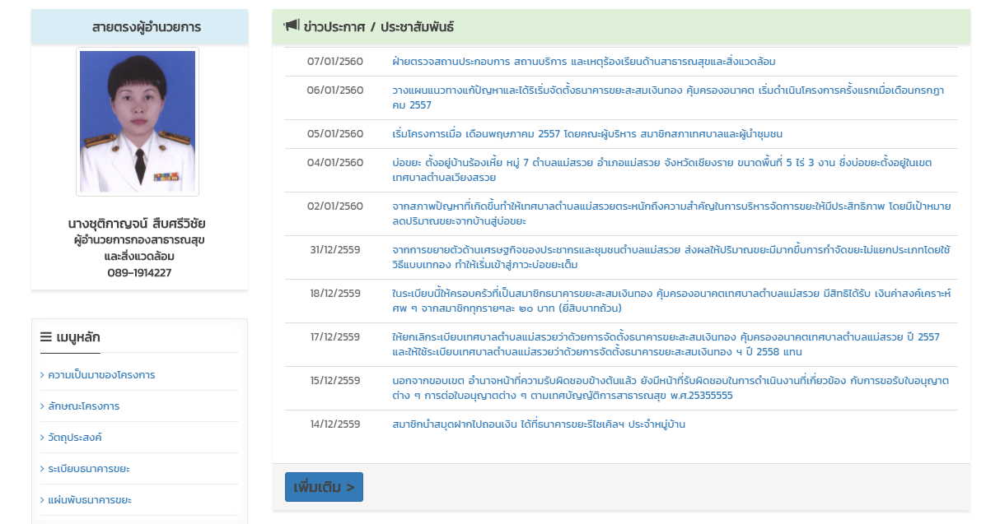 สายตรงผู้อำนวยการ
นางชุติกาญจน์ สืบศรีวิชัย
ผู้อำนวยการกองสาธารณสุข
และสิ่งแวดล้อม
089-1914227
เมนูหลัก
> ความเป็นมาของโครงการ
> ลักษณะโครงการ
> วัตถุประสงค์
> ระเบียบธนาคารขยะ
> แผ่นพับธนาคารขยะ
ข่าวประกาศ / ประชาสัมพันธ์
07/01/2560 ฝ่ายตรวจสถานประกอบการ สถานบริการ และเหตุร้องเรียนด้านสาธารณสุขและสิ่งแวดล้อม
06/01/2560 วางแผนแนวทางแก้ปัญหาและได้ริเริ่มจัดตั้งธนาคารขยะสะสมเงินทอง คุ้มครองอนาคต เริ่มดำเนินโครงการครั้งแรกเมื่อเดือนกรกฎา
คม 2557
05/01/2560 เริ่มโครงการเมื่อ เดือนพฤษภาคม 2557 โดยคณะผู้บริหาร สมาชิกสภาเทศบาลและผู้นำชุมชน
04/01/2560 บ่อขยะ ตั้งอยู่บ้านร้องเหี้ย หมู่ 7 ตำบลแม่สรวย อำเภอแม่สรวย จังหวัดเชียงราย ขนาดพื้นที่ 5 ไร่ 3 งาน ซึ่งบ่อขยะตั้งอยู่ในเขต
เทศบาลตำบลเวียงสรวย
02/01/2560 จากสภาพปัญหาที่เกิดขึ้นทำให้เทศบาลตำบลแม่สรวยตระหนักถึงความสำคัญในการบริหารจัดการขยะให้มีประสิทธิภาพ โดยมีเป้าหมาย
ลดปริมาณขยะจากบ้านสู่บ่อขยะ
31/12/2559 จากการขยายตัวด้านเศรษฐกิจของประชากรและชุมชนตำบลแม่สรวย ส่งผลให้ปริมาณขยะมีมากขึ้นการกำจัดขยะไม่แยกประเภทโดยใช้
วิธีแบบเทกอง ทำให้เริ่มเข้าสู่ภาวะบ่อขยะเต็ม
18/12/2559 ในระเบียบนี้ให้ครอบครัวที่เป็นสมาชิกธนาคารขยะสะสมเงินทอง คุ้มครองอนาคตเทศบาลตำบลแม่สรวย มีสิทธิได้รับ เงินค่าสงค์เคราะห์
ศพ ๆ จากสมาชิกทุกรายๆละ ๒๐ บาท (ยี่สิบบาทถ้วน)
17/12/2559 ให้ยกเลิกระเบียบเทศบาลตำบลแม่สรวยว่าด้วยการจัดตั้งธนาคารขยะสะสมเงินทอง คุ้มครองอนาคตเทศบาลตำบลแม่สรวย ปี 2557
และให้ใช้ระเบียบเทศบาลตำบลแม่สรวยว่าด้วยการจัดตั้งธนาคารขยะสะสมเงินทอง ฯ ปี 2558 แทน
15/12/2559 นอกจากขอบเขต อำนาจหน้าที่ความรับผิดชอบข้างต้นแล้ว ยังมีหน้าที่รับผิดชอบในการดำเนินงานที่เกี่ยวข้อง กับการขอรับใบอนุญาต
ต่าง ๆ การต่อใบอนุญาตต่าง ๆ ตามเทศบัญญัติการสาธารณสุข พ.ศ.25355555
14/12/2559 สมาชิกนำสมุดฝากไปถอนเงิน ได้ที่ธนาคารขยะรีไซเคิลฯ ประจำหมู่บ้าน
เพิ่มเติม >